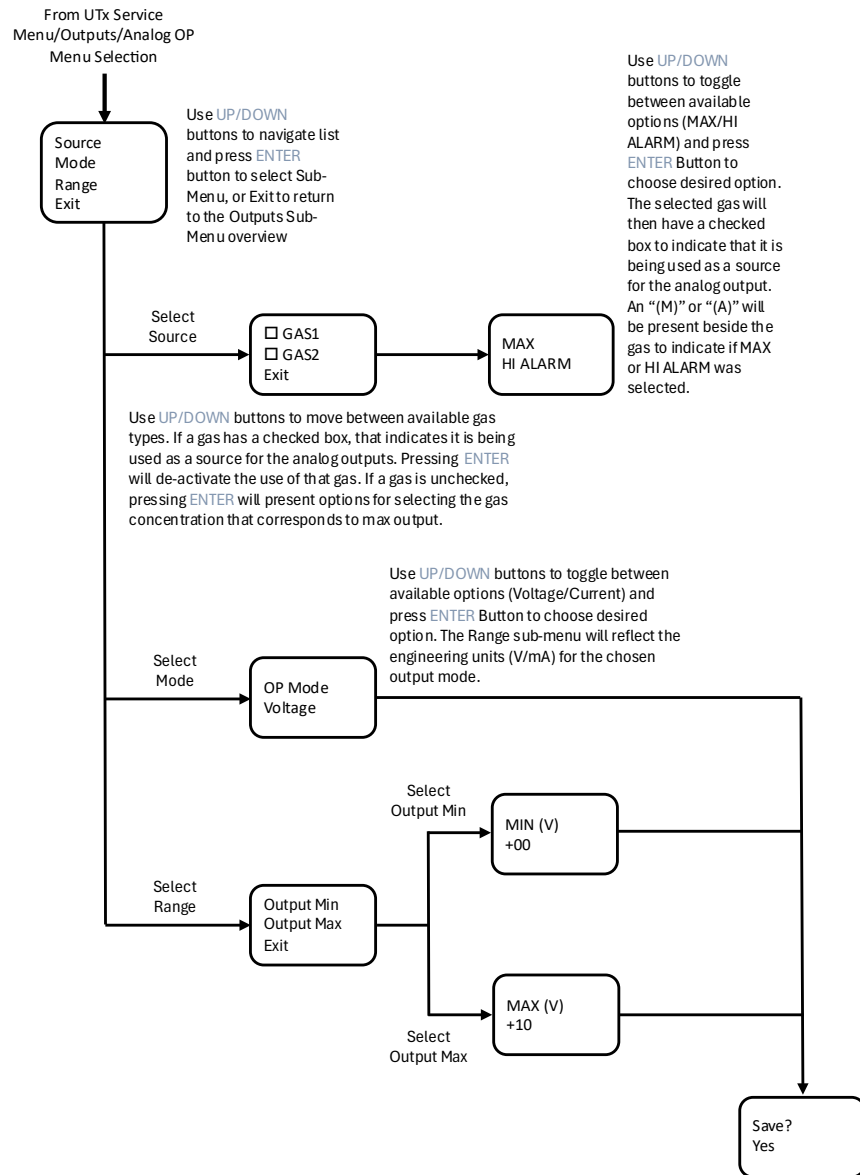 From UTx Service
Menu/Outputs/Analog OP
Menu Selection
Source
Mode
Range
Exit
Use UP/DOWN
buttons to navigate list
and press ENTER
button to select Sub-
Menu, or Exit to return
to the Outputs Sub-
Menu overview
Use UP/DOWN
buttons to toggle
between available
options (MAX/HI
ALARM) and press
ENTER Button to
choose desired option.
The selected gas will
then have a checked
box to indicate that it is
being used as a source
for the analog output.
An “(M)” or “(A)” will
be present beside the
gas to indicate if MAX
or HI ALARM was
selected.
Select
Source
☐ GAS1
☐ GAS2
Exit
MAX
HI ALARM
Use UP/DOWN buttons to move between available gas
types. If a gas has a checked box, that indicates it is being
used as a source for the analog outputs. Pressing ENTER
will de-activate the use of that gas. If a gas is unchecked,
pressing ENTER will present options for selecting the gas
concentration that corresponds to max output.
Use UP/DOWN buttons to toggle between
available options (Voltage/Current) and
press ENTER Button to choose desired
option. The Range sub-menu will reflect the
engineering units (V/mA) for the chosen
output mode.
Select
Mode
OP Mode
Voltage
Select
Output Min
MIN (V)
+00
Select
Range
Output Min
Output Max
Exit
MAX (V)
+10
Select
Output Max
Save?
Yes